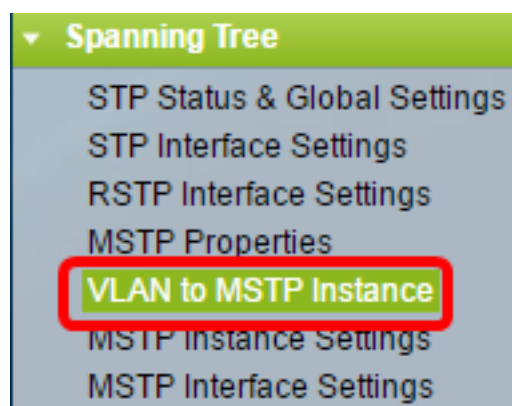 Spanning Tree
STP Status & Global Settings
STP Interface Settings
RSTP Interface Settings
MSTP Properties
VLAN to MSTP Instance
MSTP Instance Settings
MSTP Interface Settings